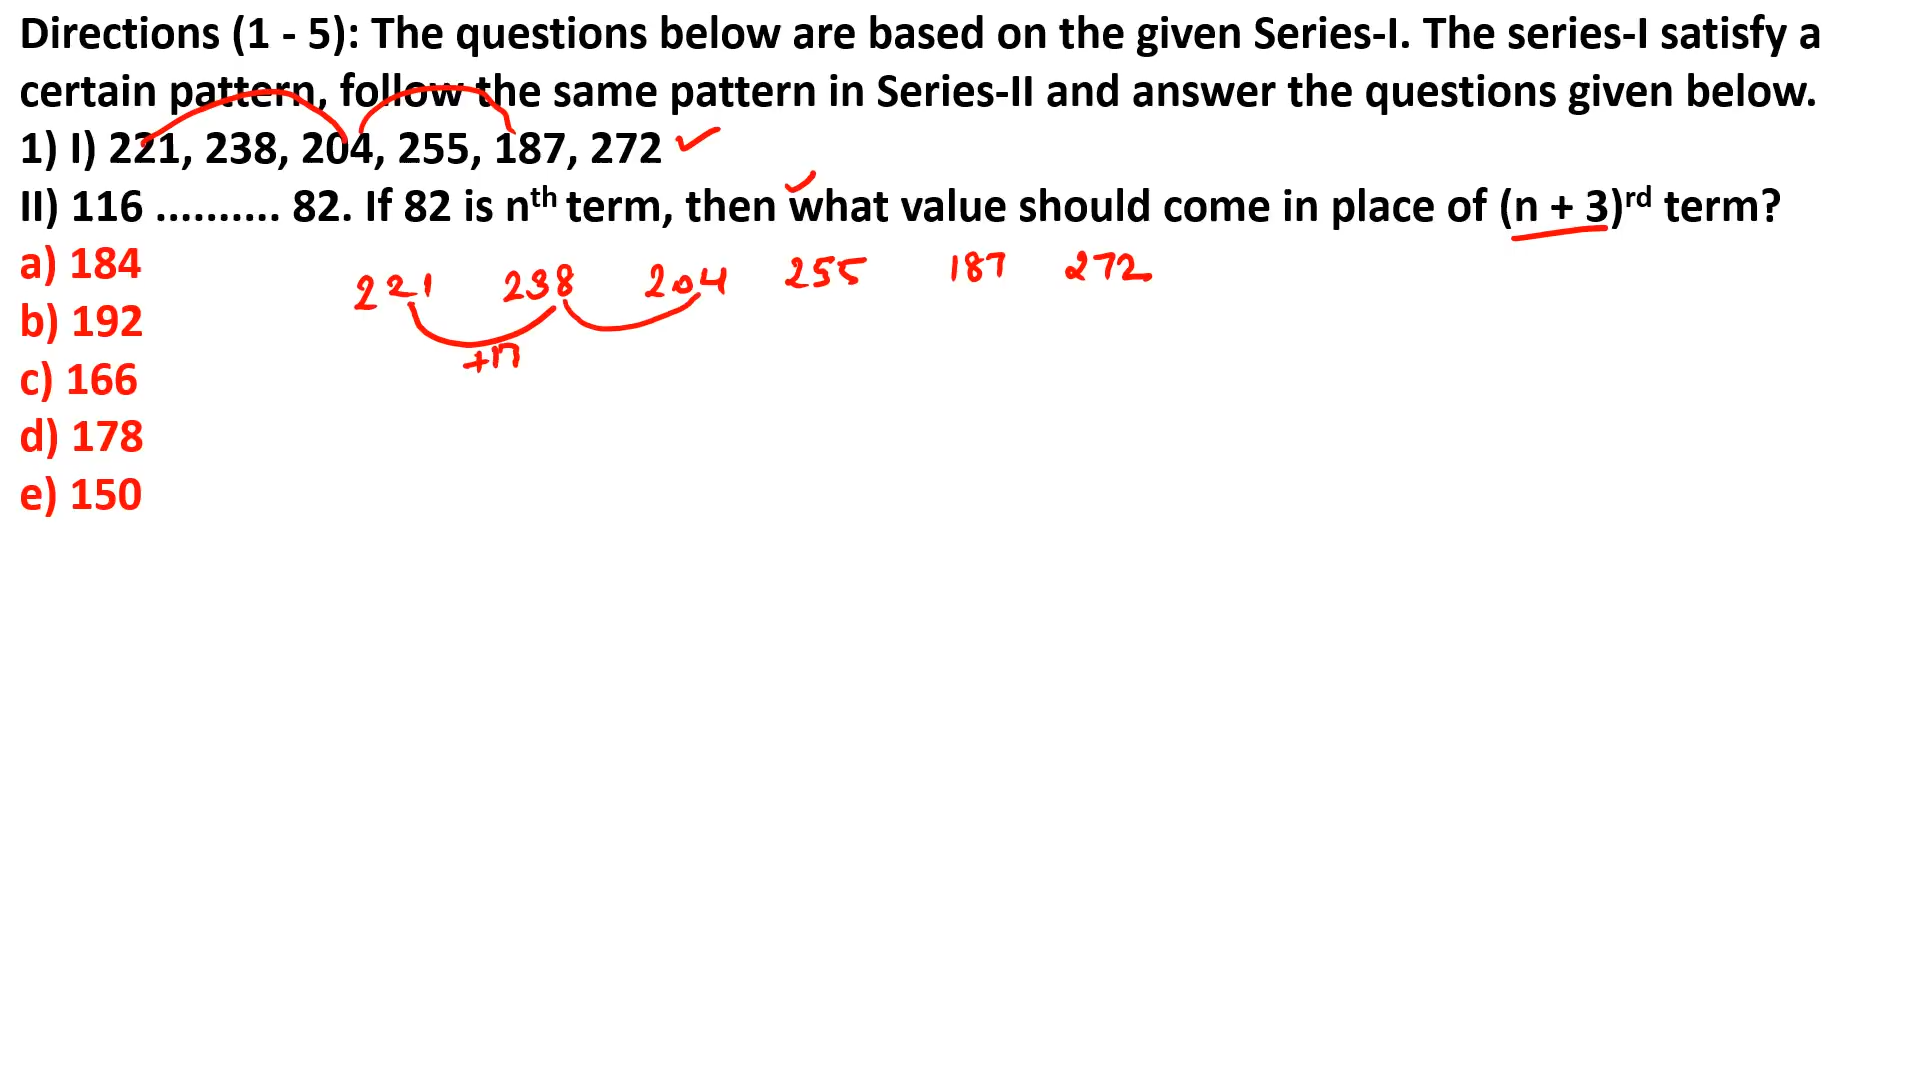 Directions (1 - 5): The questions below are based on the given Series-I. The series-I satisfy a
certain pattern, follow the same pattern in Series-II and answer the questions given below.
1) I) 221, 238, 204, 255, 187, 272
II) 116 .......... 82. If 82 is nth term, then what value should come in place of (n + 3)rd term?
a) 184
221 238 204 255 187 272
b) 192
+17
c) 166
d) 178
e) 150